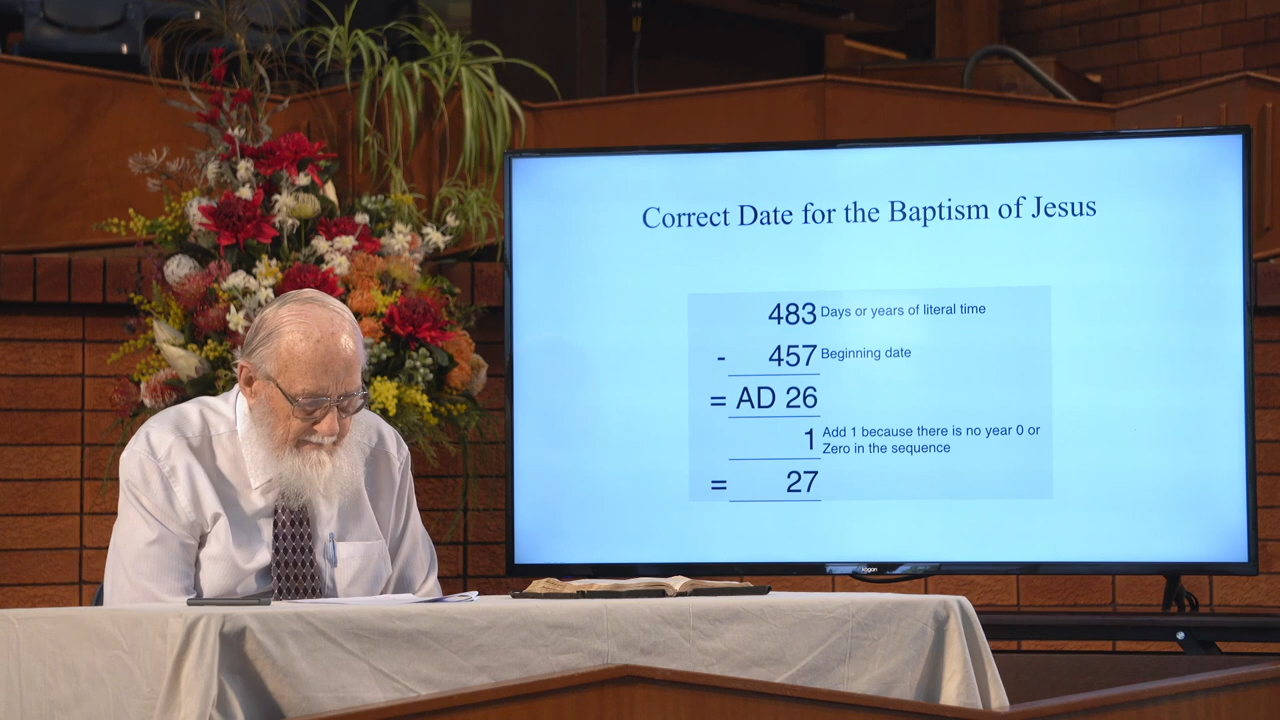 Correct Date for the Baptism of Jesus
483 Days or years of literal time
- 457 Beginning date
= AD 26
1 Add 1 because there is no year 0 or
Zero in the sequence
= 27
kogan